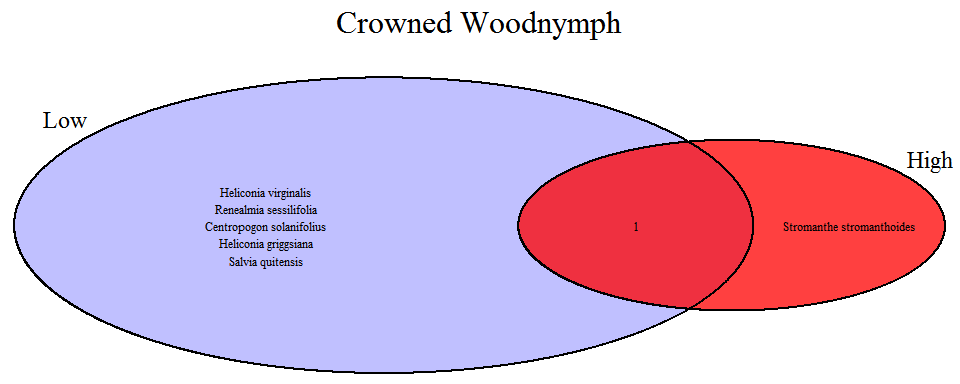 Crowned Woodnymph
Low
High
Heliconia virginalis
Renealmia sessilifolia
Centropogon solanifolius
Heliconia griggsiana
Salvia quitensis
1
Stromanthe stromanthoides